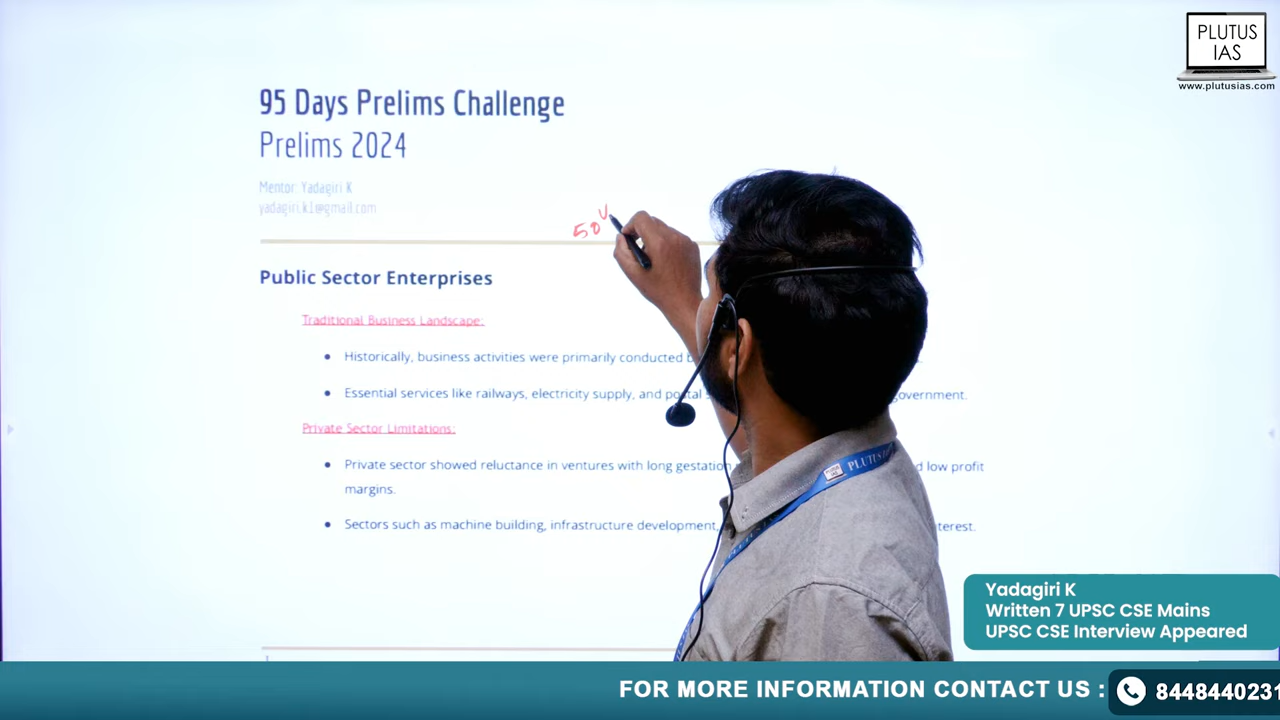 PLUTUS
IAS
www.plutusias.com
95 Days Prelims Challenge
Prelims 2024
Mentor: Yadagiri K
yadagiri.k1@gmail.com
50
Public Sector Enterprises
Traditional Business Landscape:
Historically, business activities were primarily conducted
Essential services like railways, electricity supply, and postal government.
Private Sector Limitations:
Private sector showed reluctance in ventures with long gestation low profit
margins.
Sectors such as machine building, infrastructure development,
PLUTUS
Yadagiri K
Written 7 UPSC CSE Mains
UPSC CSE Interview Appeared
FOR MORE INFORMATION CONTACT US :
8448440231